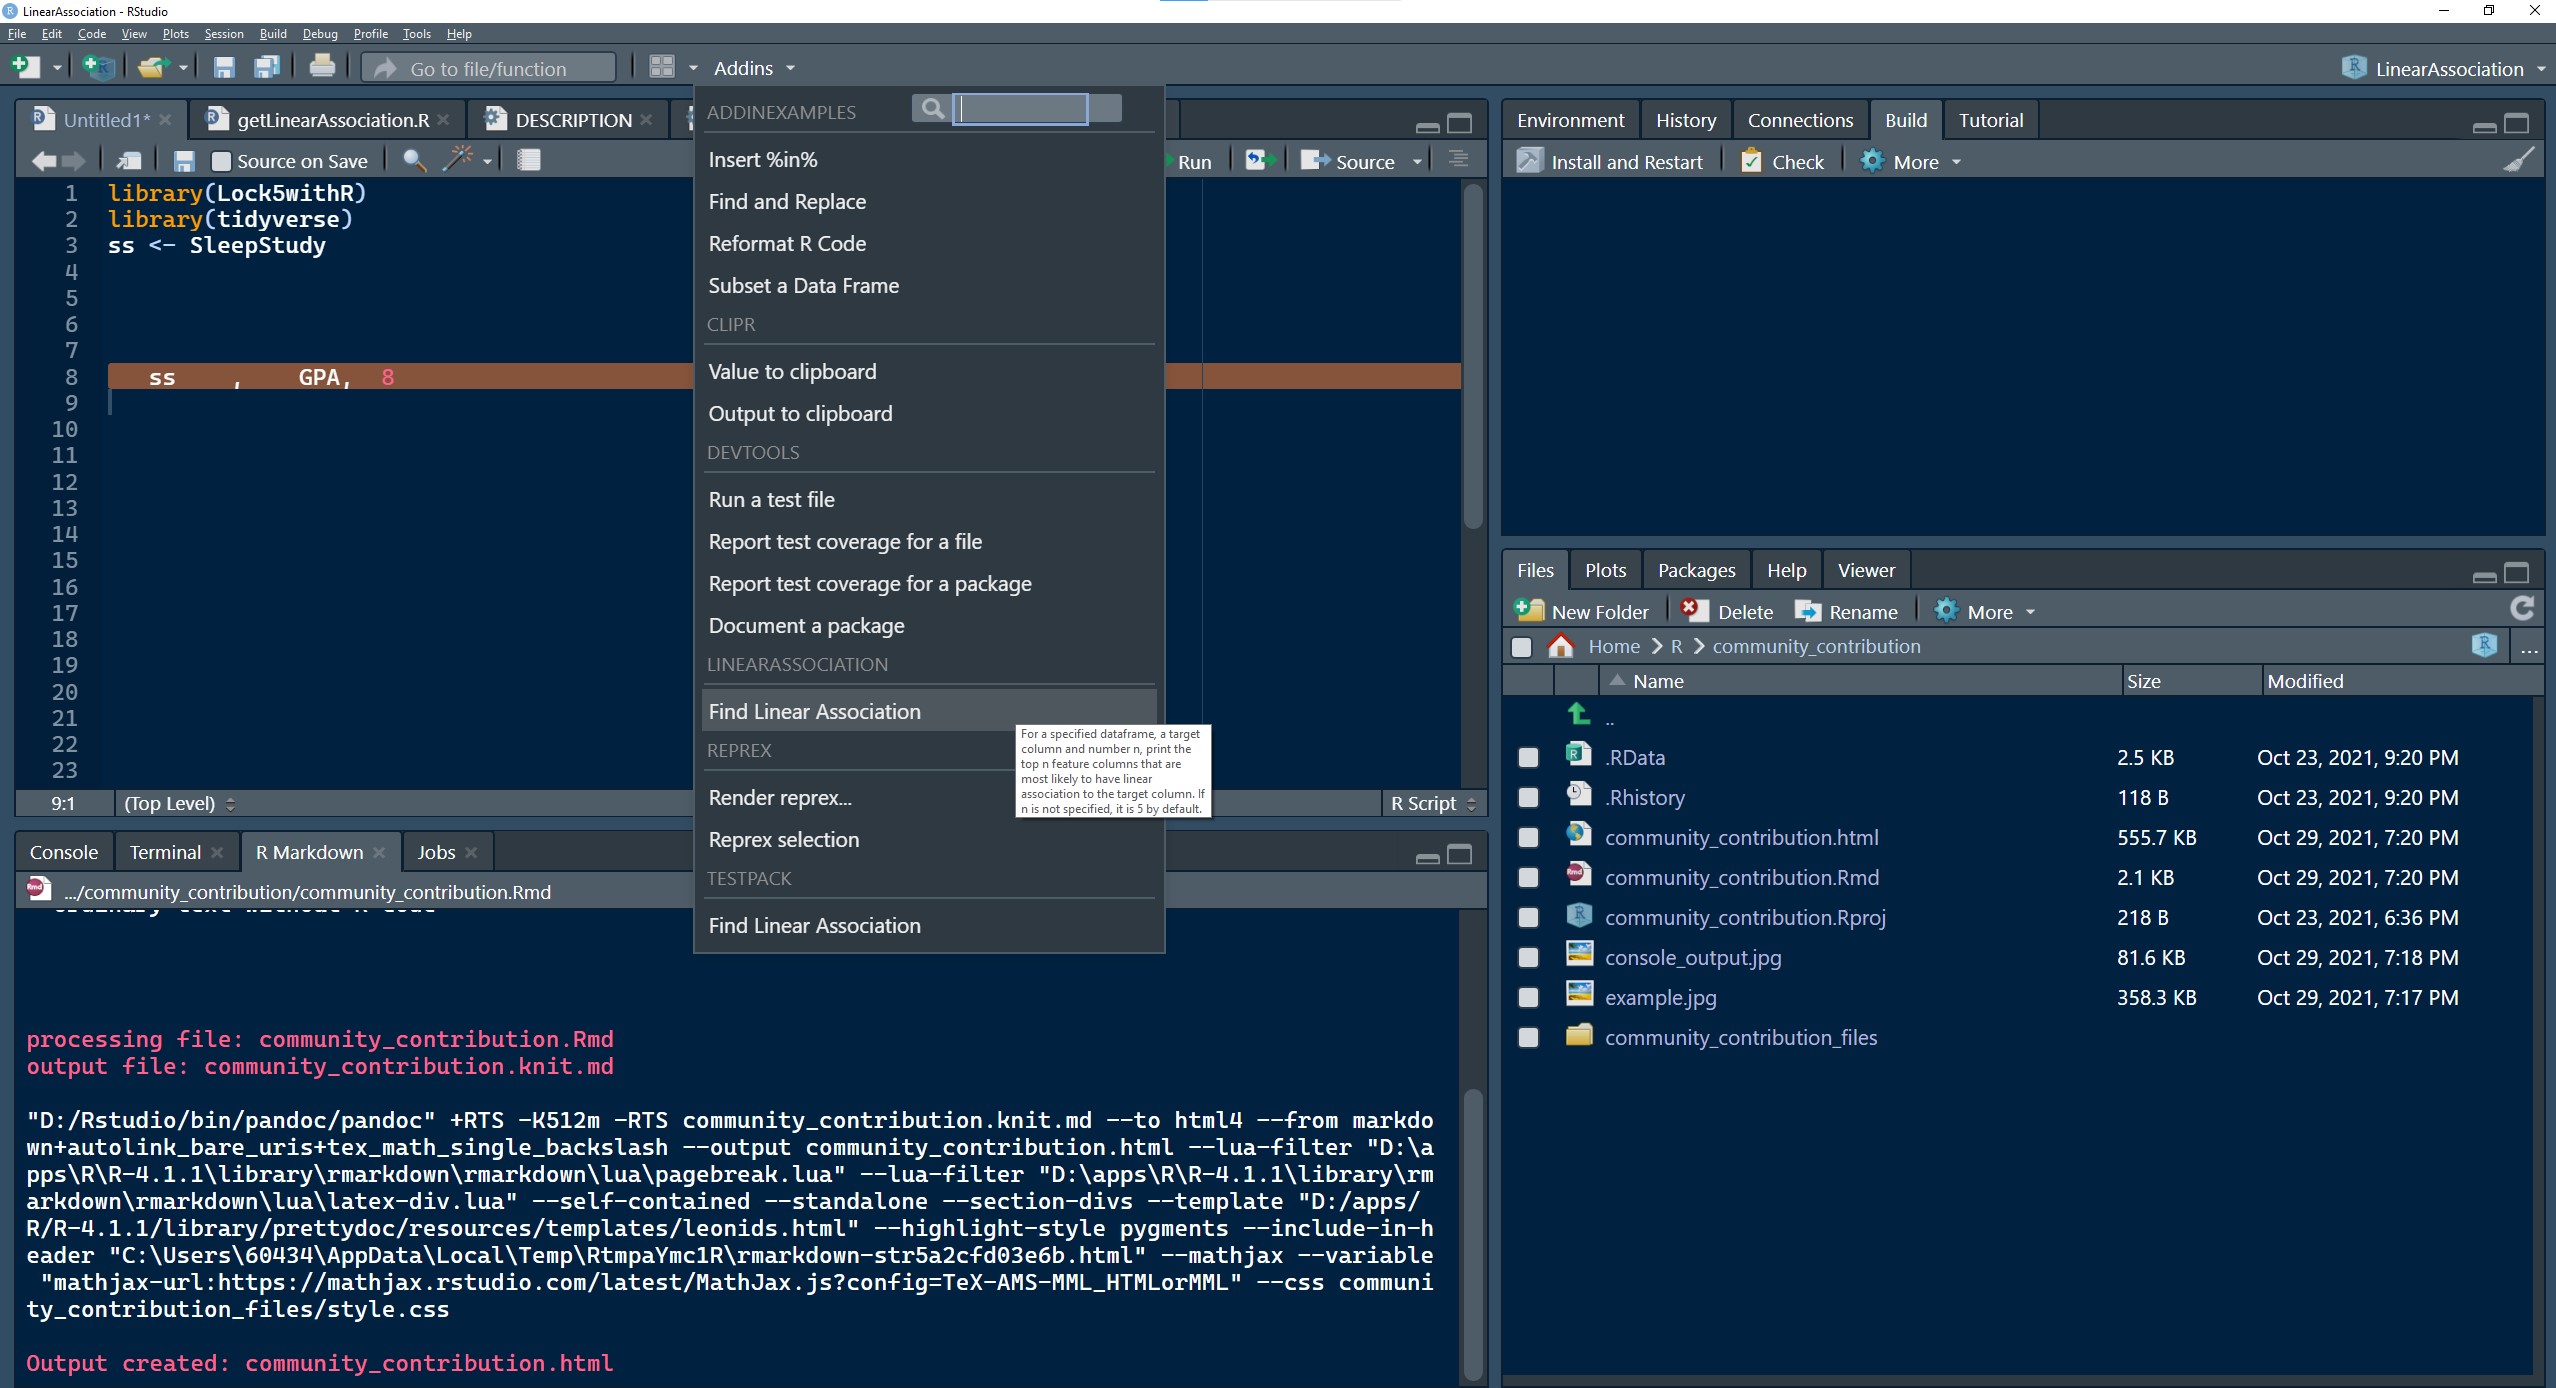 LinearAssociation - RStudio
File Edit Code View Plots Session Build Debug Profile Tools Help
Go to file/function Addins LinearAssociation
Untitled1* getLinearAssociation.R DESCRIPTION
Source on Save Run Source
1 library(Lock5withR)
2 library(tidyverse)
3 ss <- SleepStudy
4
5
6
7
8 ss , GPA, 8
9
10
11
12
13
14
15
16
17
18
19
20
21
22
23
9:1 (Top Level) R Script
ADDINEXAMPLES
Insert %in%
Find and Replace
Reformat R Code
Subset a Data Frame
CLIPR
Value to clipboard
Output to clipboard
DEVTOOLS
Run a test file
Report test coverage for a file
Report test coverage for a package
Document a package
LINEARASSOCIATION
Find Linear Association
For a specified dataframe, a target
column and number n, print the
top n feature columns that are
most likely to have linear
association to the target column. If
n is not specified, it is 5 by default.
REPREX
Render reprex...
Reprex selection
TESTPACK
Find Linear Association
Console Terminal R Markdown Jobs
.../community_contribution/community_contribution.Rmd
processing file: community_contribution.Rmd
output file: community_contribution.knit.md
"D:/Rstudio/bin/pandoc/pandoc" +RTS -K512m -RTS community_contribution.knit.md --to html4 --from markdo
wn+autolink_bare_uris+tex_math_single_backslash --output community_contribution.html --lua-filter "D:\a
pps\R\R-4.1.1\library\rmarkdown\rmarkdown\lua\pagebreak.lua" --lua-filter "D:\apps\R\R-4.1.1\library\rm
arkdown\rmarkdown\lua\latex-div.lua" --self-contained --standalone --section-divs --template "D:/apps/
R/R-4.1.1/library/prettydoc/resources/templates/leonids.html" --highlight-style pygments --include-in-h
eader "C:\Users\60434\AppData\Local\Temp\RtmpaYmc1R\rmarkdown-str5a2cfd03e6b.html" --mathjax --variable
"mathjax-url:https://mathjax.rstudio.com/latest/MathJax.js?config=TeX-AMS-MML_HTMLorMML" --css communi
ty_contribution_files/style.css
Output created: community_contribution.html
Environment History Connections Build Tutorial
Install and Restart Check More
Files Plots Packages Help Viewer
New Folder Delete Rename More
Home > R > community_contribution ...
Name Size Modified
..
.RData 2.5 KB Oct 23, 2021, 9:20 PM
.Rhistory 118 B Oct 23, 2021, 9:20 PM
community_contribution.html 555.7 KB Oct 29, 2021, 7:20 PM
community_contribution.Rmd 2.1 KB Oct 29, 2021, 7:20 PM
community_contribution.Rproj 218 B Oct 23, 2021, 6:36 PM
console_output.jpg 81.6 KB Oct 29, 2021, 7:18 PM
example.jpg 358.3 KB Oct 29, 2021, 7:17 PM
community_contribution_files